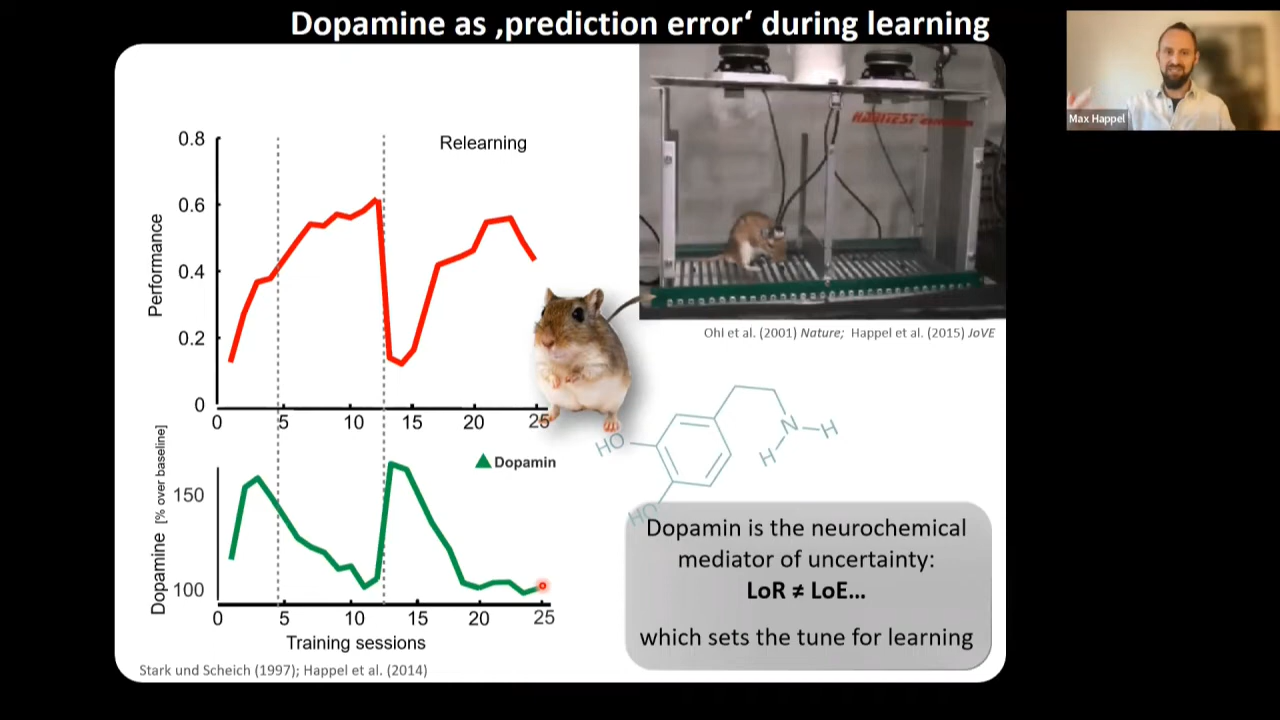 Dopamine as ‚prediction error‘ during learning
Max Happel
Relearning
0.8
0.6
0.4
0.2
0
Performance
0
5
10
15
20
25
HABITEST
Ohl et al. (2001) Nature; Happel et al. (2015) JoVE
HO
HO
N
H
H
Dopamin
Dopamine [% over baseline]
150
100
0
5
10
15
20
25
Training sessions
Stark und Scheich (1997); Happel et al. (2014)
Dopamin is the neurochemical
mediator of uncertainty:
LoR ≠ LoE...
which sets the tune for learning